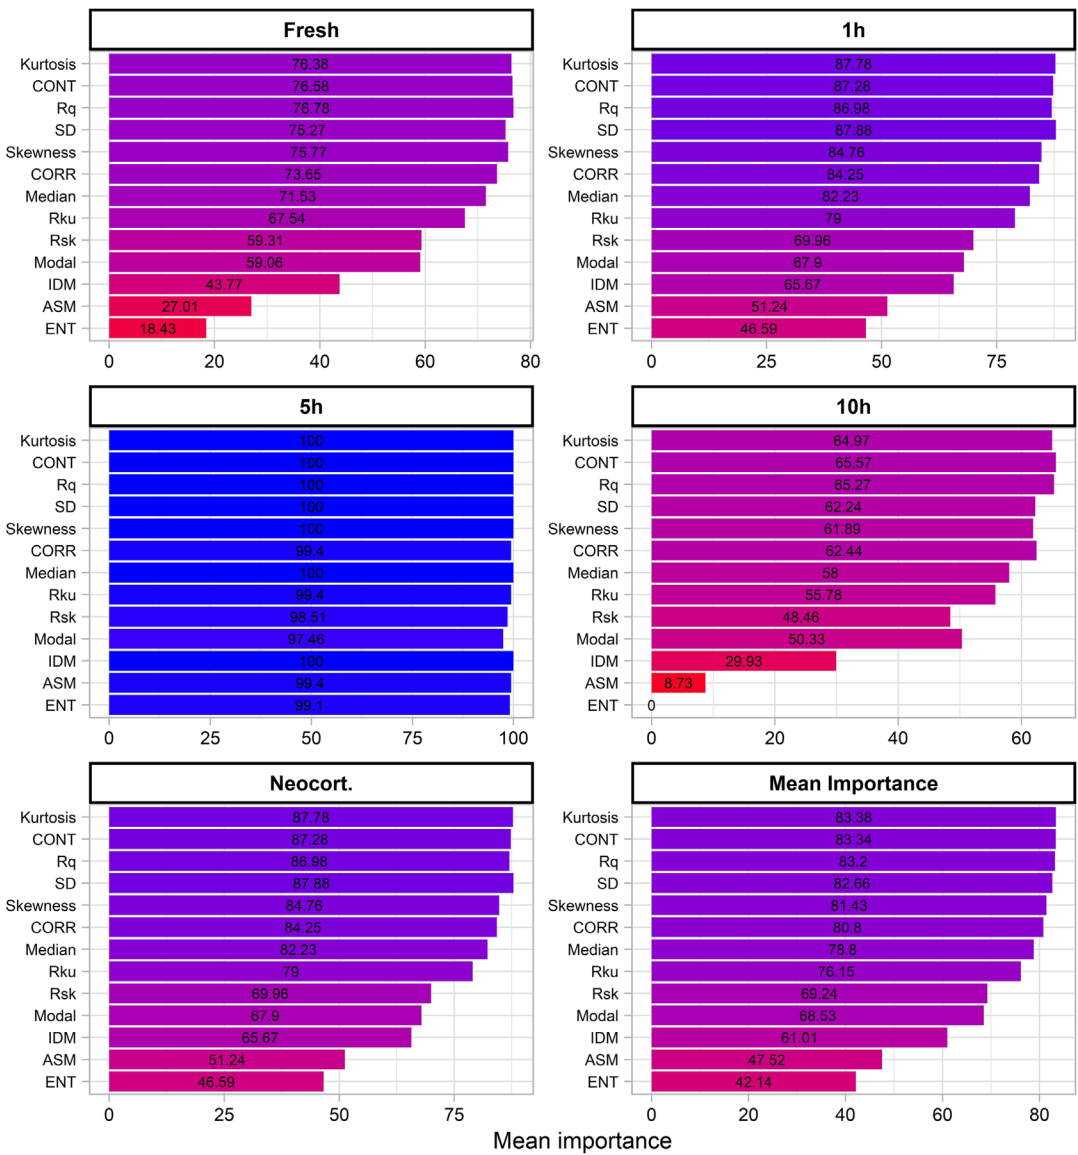 Fresh
Kurtosis 76.38
CONT 76.58
Rq 76.78
SD 75.27
Skewness 75.77
CORR 73.65
Median 71.53
Rku 67.54
Rsk 59.31
Modal 59.06
IDM 43.77
ASM 27.01
ENT 18.43
0 20 40 60 80
1h
Kurtosis 87.78
CONT 87.28
Rq 86.98
SD 87.88
Skewness 84.76
CORR 84.25
Median 82.23
Rku 79
Rsk 69.96
Modal 67.9
IDM 65.67
ASM 51.24
ENT 46.59
0 25 50 75
5h
Kurtosis 100
CONT 100
Rq 100
SD 100
Skewness 100
CORR 99.4
Median 100
Rku 99.4
Rsk 98.51
Modal 97.46
IDM 100
ASM 99.4
ENT 99.1
0 25 50 75 100
10h
Kurtosis 64.97
CONT 65.57
Rq 65.27
SD 62.24
Skewness 61.89
CORR 62.44
Median 58
Rku 55.78
Rsk 48.46
Modal 50.33
IDM 29.93
ASM 8.73
ENT 0
0 20 40 60
Neocort.
Kurtosis 87.78
CONT 87.28
Rq 86.98
SD 87.88
Skewness 84.76
CORR 84.25
Median 82.23
Rku 79
Rsk 69.96
Modal 67.9
IDM 65.67
ASM 51.24
ENT 46.59
0 25 50 75
Mean Importance
Kurtosis 83.38
CONT 83.34
Rq 83.2
SD 82.66
Skewness 81.43
CORR 80.8
Median 78.8
Rku 76.15
Rsk 69.24
Modal 68.53
IDM 61.01
ASM 47.52
ENT 42.14
0 20 40 60 80
Mean importance